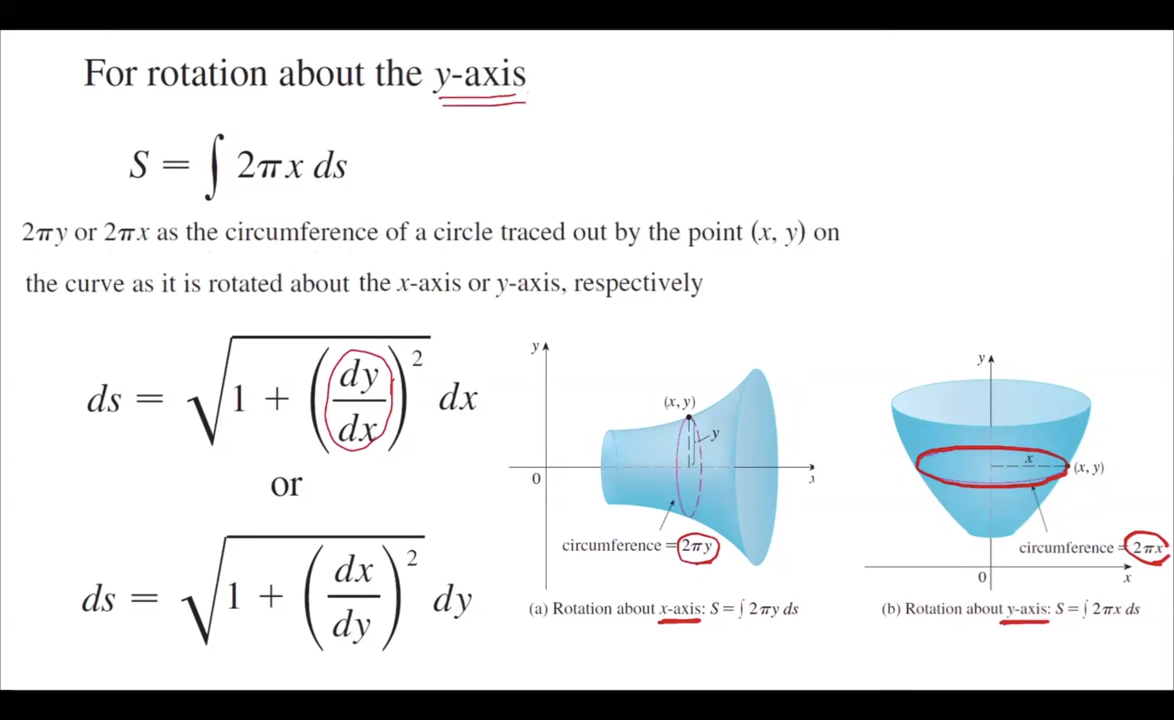 For rotation about the y-axis
S = ∫ 2πx ds
2πy or 2πx as the circumference of a circle traced out by the point (x, y) on
the curve as it is rotated about the x-axis or y-axis, respectively
ds = √(1 + (dy/dx)²) dx
or
ds = √(1 + (dx/dy)²) dy
y
(x, y)
y
0
circumference = 2πy
(a) Rotation about x-axis: S = ∫ 2πy ds
y
x
(x, y)
circumference = 2πx
0
x
(b) Rotation about y-axis: S = ∫ 2πx ds